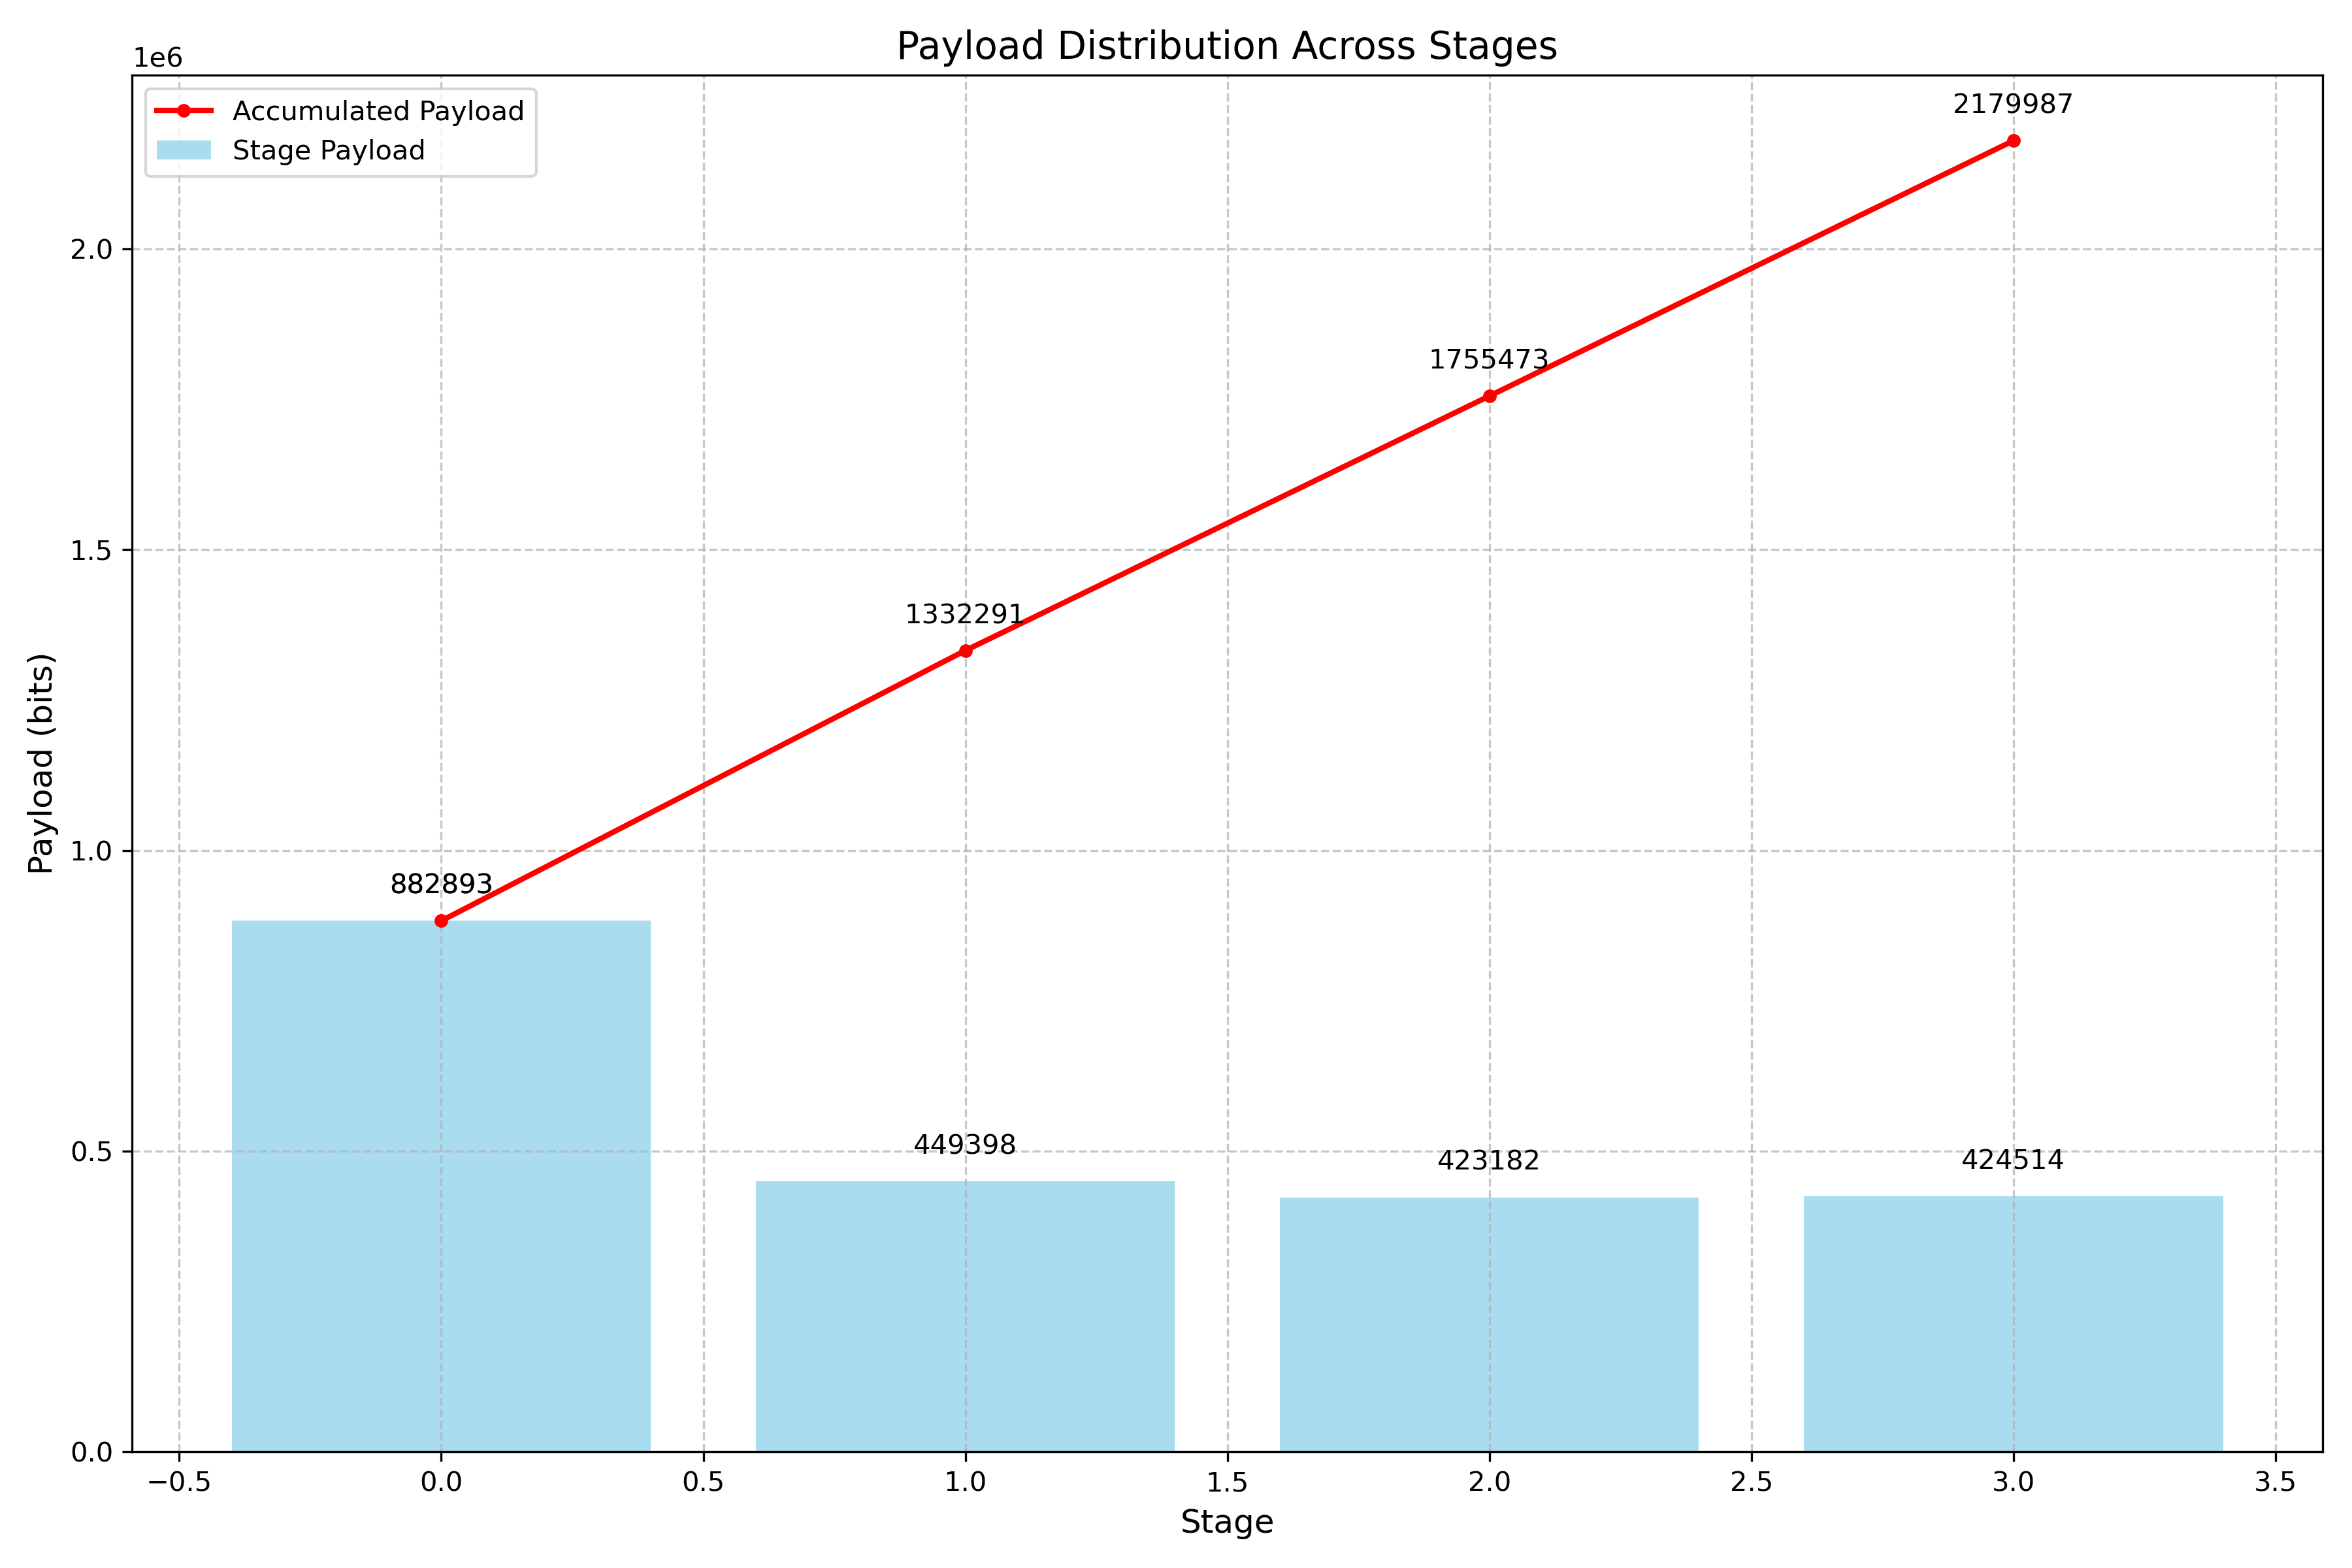 Payload Distribution Across Stages
1e6
Accumulated Payload
Stage Payload
2179987
1755473
1332291
882893
449398
423182
424514
2.0
1.5
1.0
0.5
0.0
Payload (bits)
−0.5 0.0 0.5 1.0 1.5 2.0 2.5 3.0 3.5
Stage